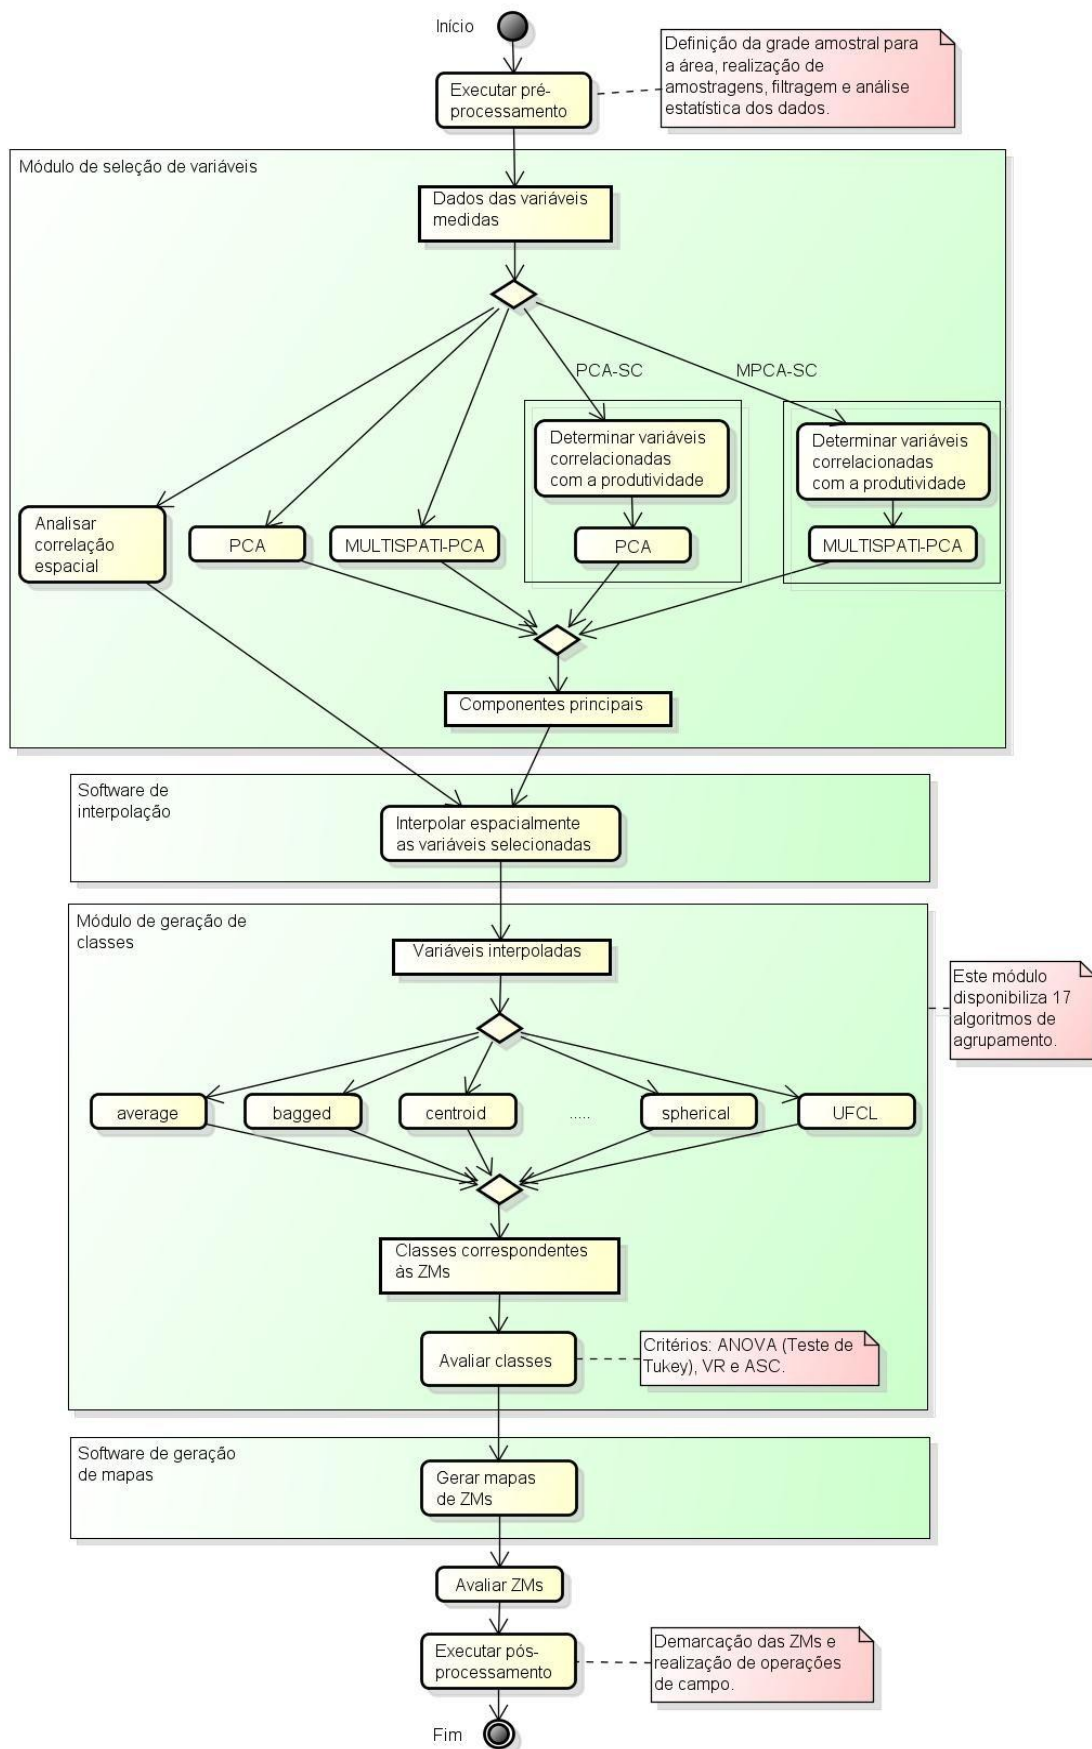 Início
Executar pré-
processamento
Definição da grade amostral para
a área, realização de
amostragens, filtragem e análise
estatística dos dados.
Módulo de seleção de variáveis
Dados das variáveis
medidas
PCA-SC
MPCA-SC
Determinar variáveis
correlacionadas
com a produtividade
Determinar variáveis
correlacionadas
com a produtividade
Analisar
correlação
espacial
PCA
MULTISPATI-PCA
PCA
MULTISPATI-PCA
Componentes principais
Software de
interpolação
Interpolar espacialmente
as variáveis selecionadas
Módulo de geração de
classes
Variáveis interpoladas
Este módulo
disponibiliza 17
algoritmos de
agrupamento.
average
bagged
centroid
.....
spherical
UFCL
Classes correspondentes
às ZMs
Avaliar classes
Critérios: ANOVA (Teste de
Tukey), VR e ASC.
Software de geração
de mapas
Gerar mapas
de ZMs
Avaliar ZMs
Executar pós-
processamento
Demarcação das ZMs e
realização de operações
de campo.
Fim